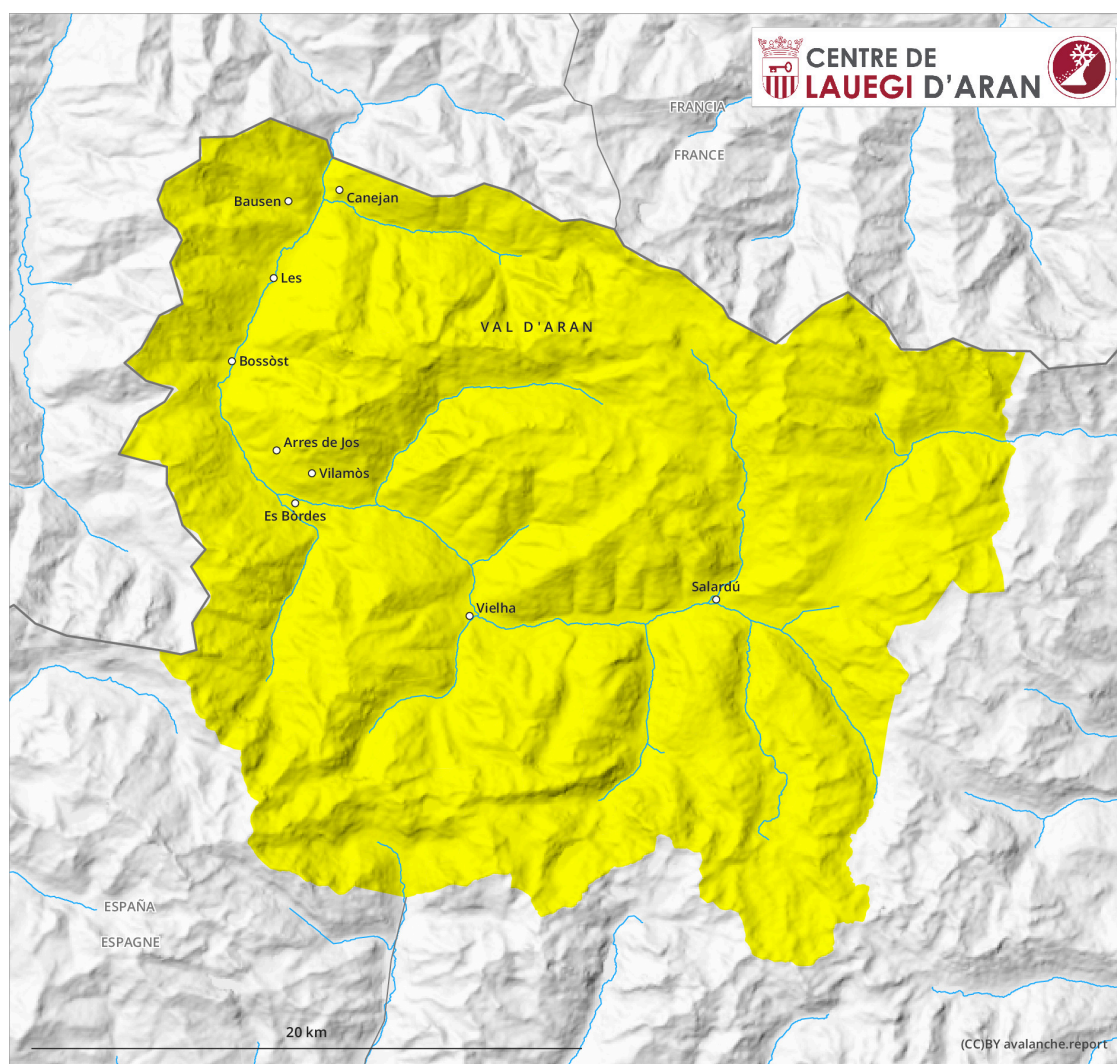 CENTRE DE
LAUEGI D'ARAN
FRANCIA
FRANCE
Bausen
Canejan
Les
VAL D'ARAN
Bossòst
Arres de Jos
Vilamòs
Es Bòrdes
Salardú
Vielha
ESPAÑA
ESPAGNE
20 km
(CC)BY avalanche.report